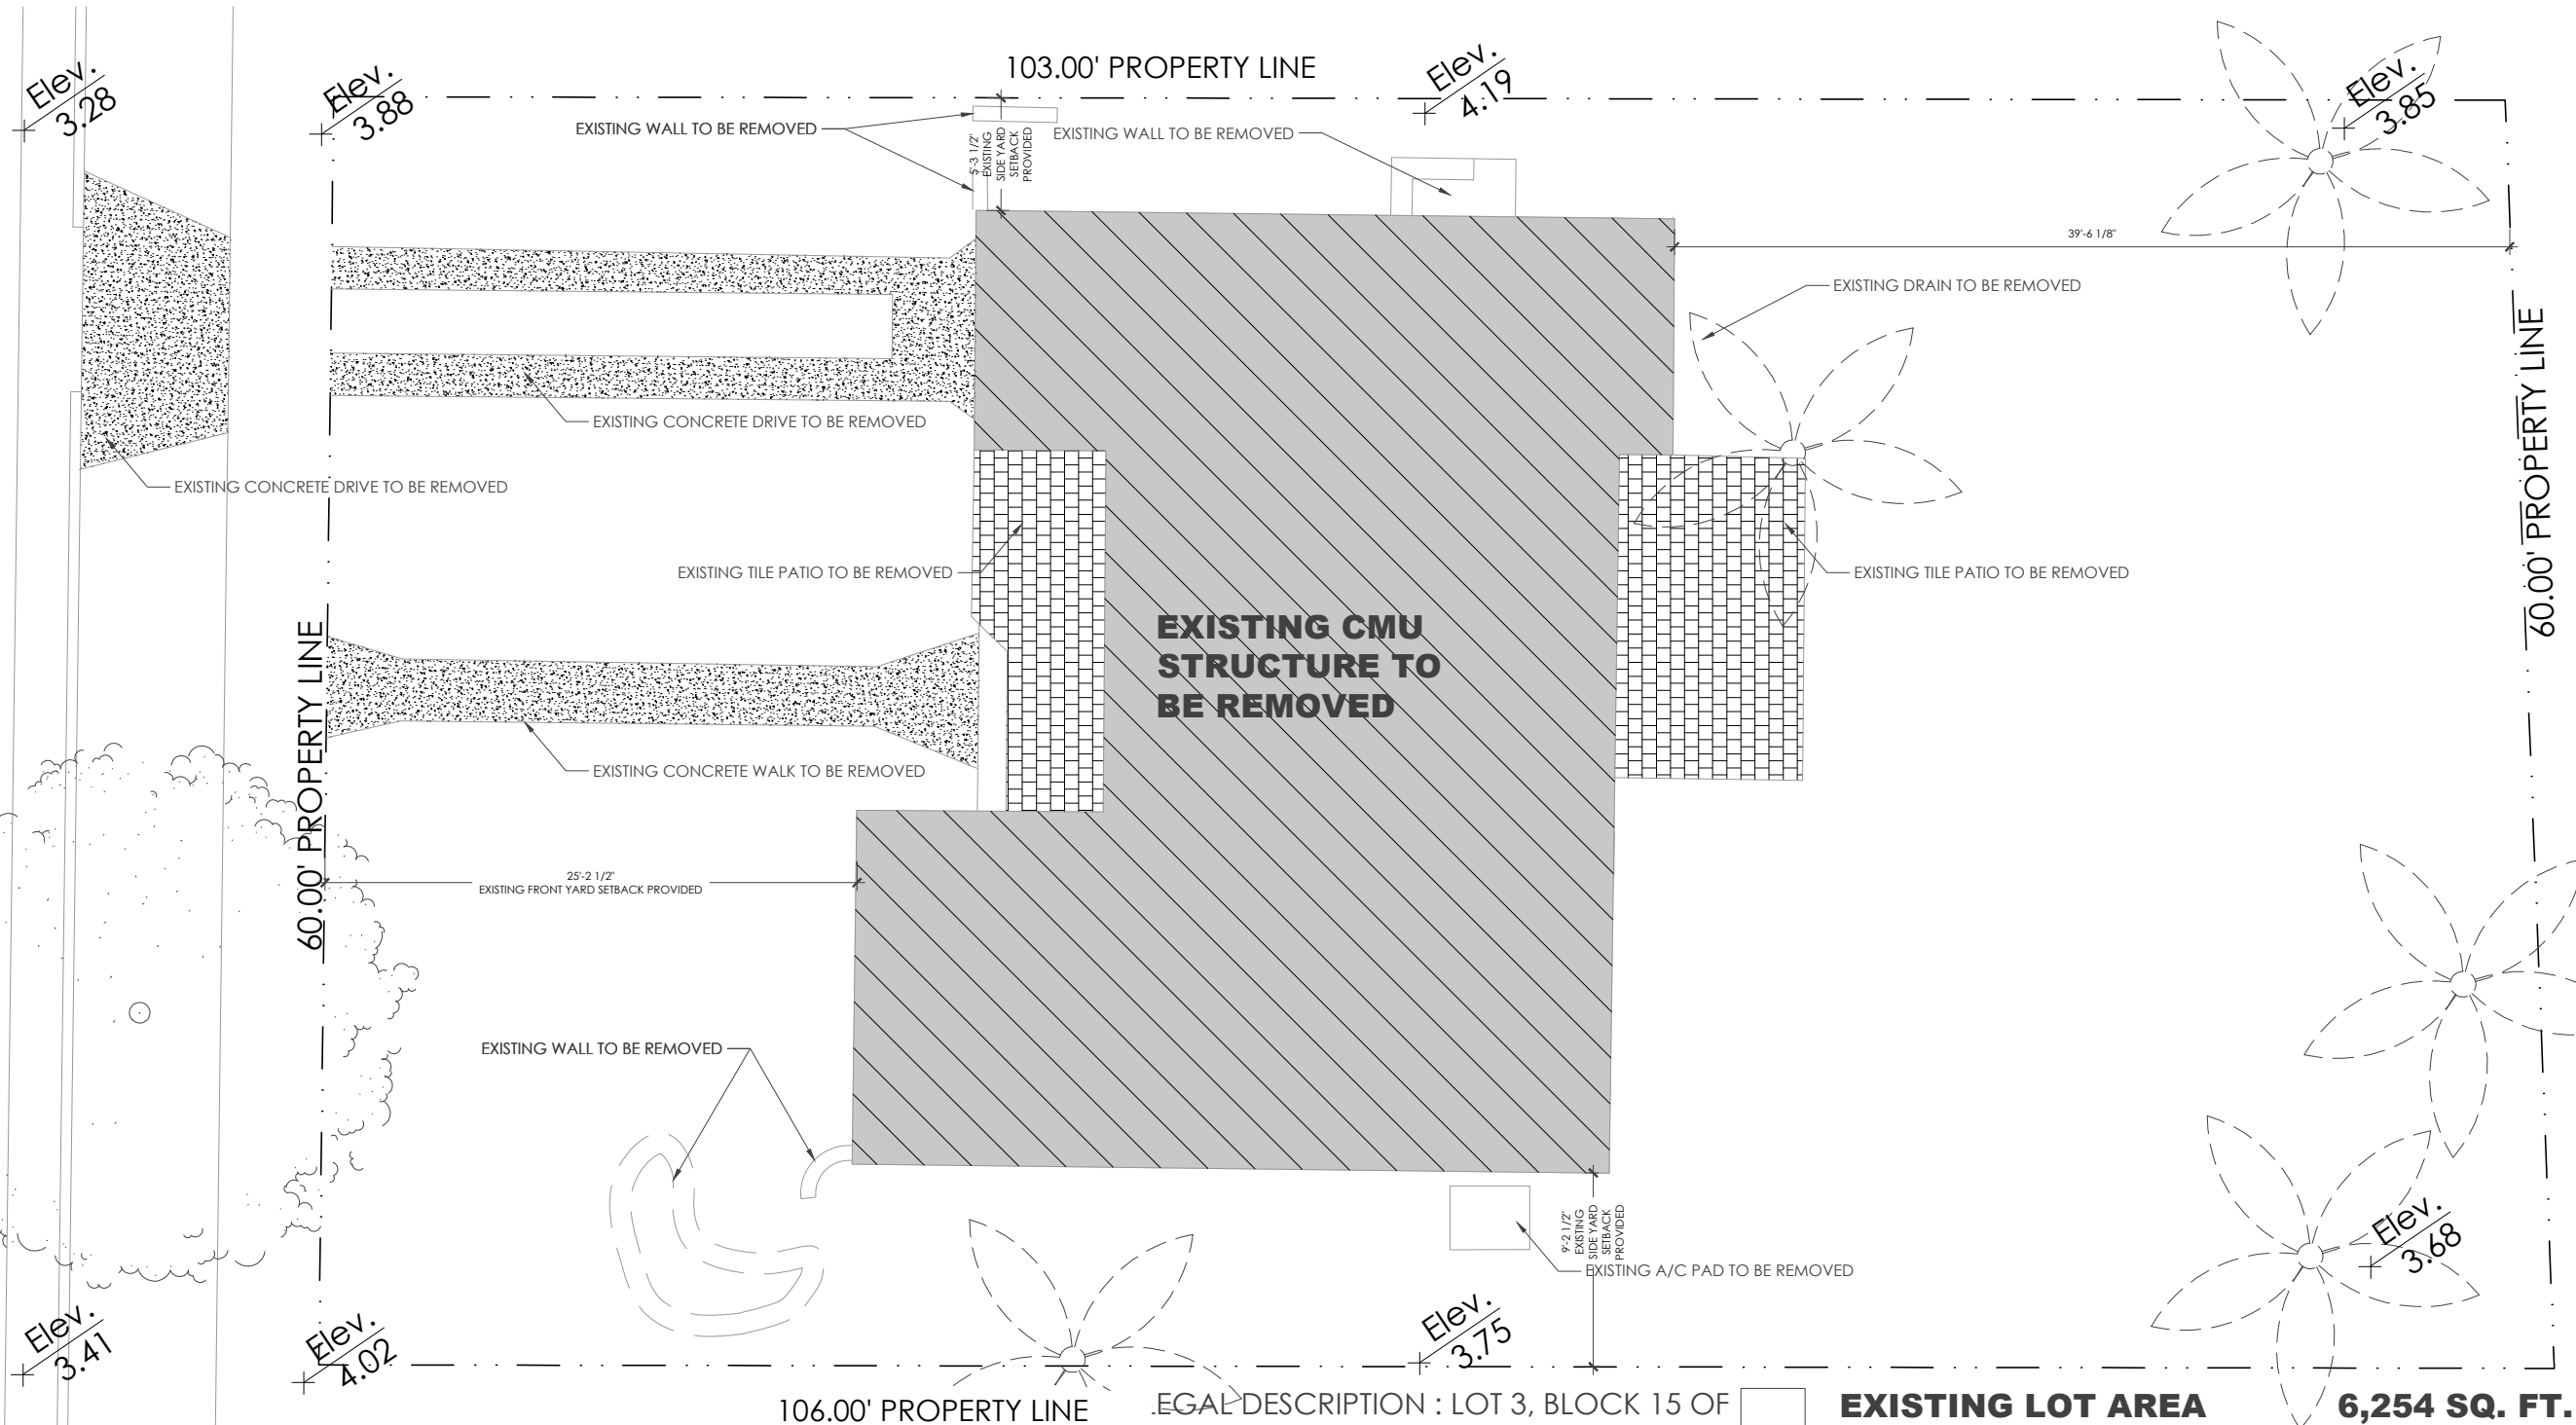 103.00' PROPERTY LINE
Elev.
3.28
Elev.
3.88
Elev.
4.19
Elev.
3.85
EXISTING WALL TO BE REMOVED
5'-3 1/2"
EXISTING
SIDE YARD
SETBACK
PROVIDED
EXISTING WALL TO BE REMOVED
39'-6 1/8"
EXISTING DRAIN TO BE REMOVED
EXISTING CONCRETE DRIVE TO BE REMOVED
EXISTING CONCRETE DRIVE TO BE REMOVED
60.00' PROPERTY LINE
EXISTING TILE PATIO TO BE REMOVED
EXISTING TILE PATIO TO BE REMOVED
EXISTING CMU
STRUCTURE TO
BE REMOVED
60.00' PROPERTY LINE
EXISTING CONCRETE WALK TO BE REMOVED
25'-2 1/2"
EXISTING FRONT YARD SETBACK PROVIDED
EXISTING WALL TO BE REMOVED
9'-2 1/2"
EXISTING
SIDE YARD
SETBACK
PROVIDED
EXISTING A/C PAD TO BE REMOVED
Elev.
3.68
Elev.
3.41
Elev.
4.02
Elev.
3.75
106.00' PROPERTY LINE
EGAL DESCRIPTION : LOT 3, BLOCK 15 OF
EXISTING LOT AREA 6,254 SQ. FT.